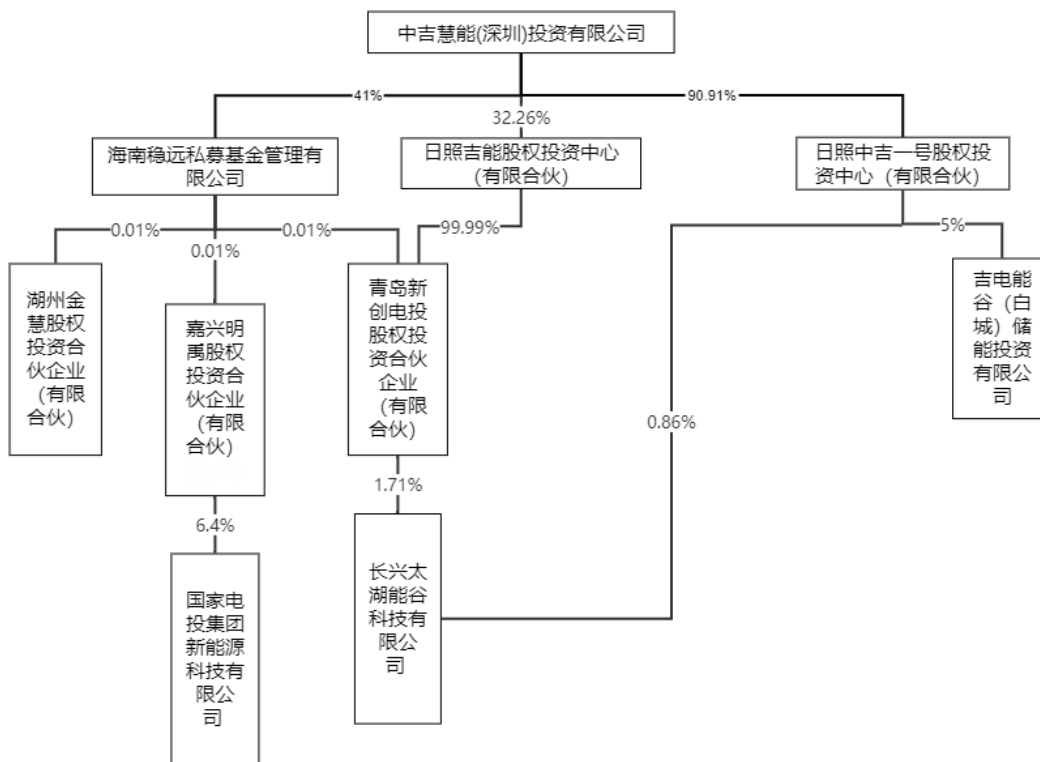 中吉慧能(深圳)投资有限公司
41%
32.26%
90.91%
海南稳远私募基金管理有
限公司
日照吉能股权投资中心
（有限合伙）
日照中吉一号股权投
资中心（有限合伙）
0.01%
0.01%
0.01%
99.99%
5%
湖州金
慧股权
投资合
伙企业
（有限
合伙）
嘉兴明
禹股权
投资合
伙企业
（有限
合伙）
青岛新
创电投
股权投
资合伙
企业
（有限
合伙）
吉电能
谷（白
城）储
能投资
有限公
司
0.86%
1.71%
6.4%
长兴太
湖能谷
科技有
限公
司
国家电
投集团
新能源
科技有
限公
司